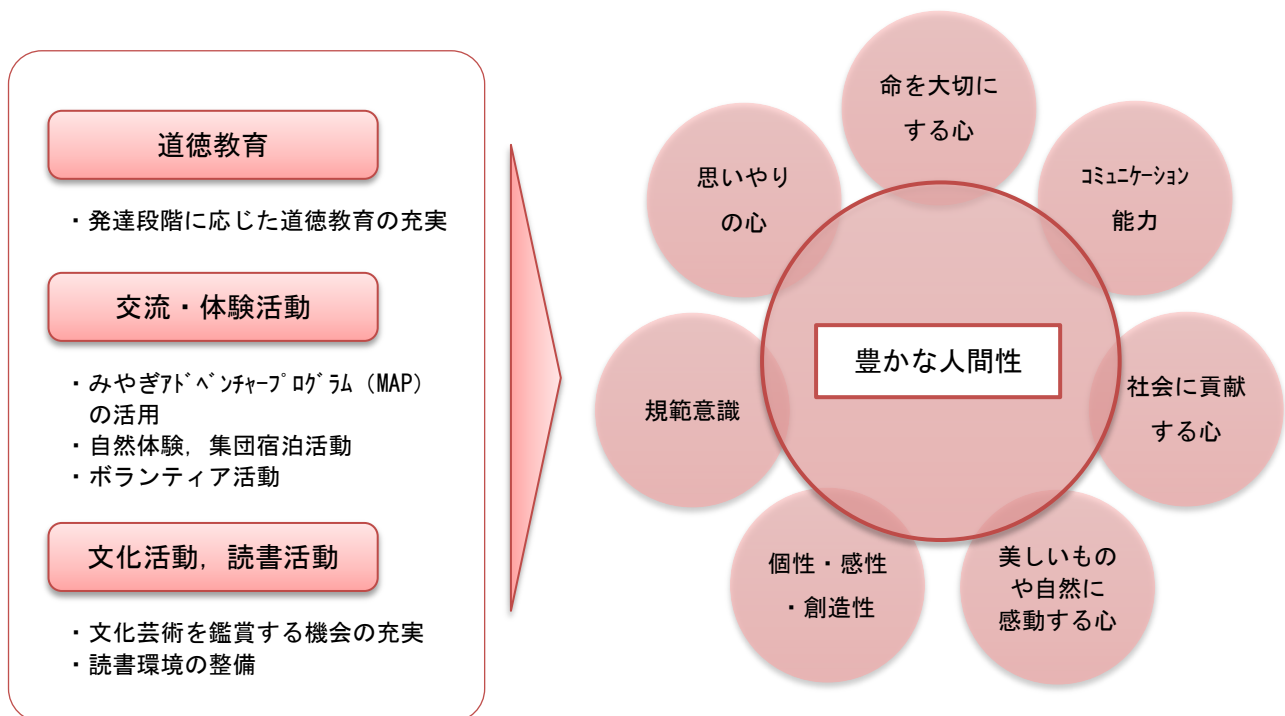 道徳教育
・発達段階に応じた道徳教育の充実
交流・体験活動
・みやぎｱﾄﾞﾍﾞﾝﾁｬｰﾌﾟﾛｸﾞﾗﾑ（MAP）
の活用
・自然体験，集団宿泊活動
・ボランティア活動
文化活動，読書活動
・文化芸術を鑑賞する機会の充実
・読書環境の整備
命を大切に
する心
思いやり
の心
ｺﾐｭﾆｹｰｼｮﾝ
能力
豊かな人間性
規範意識
社会に貢献
する心
個性・感性
・創造性
美しいもの
や自然に
感動する心